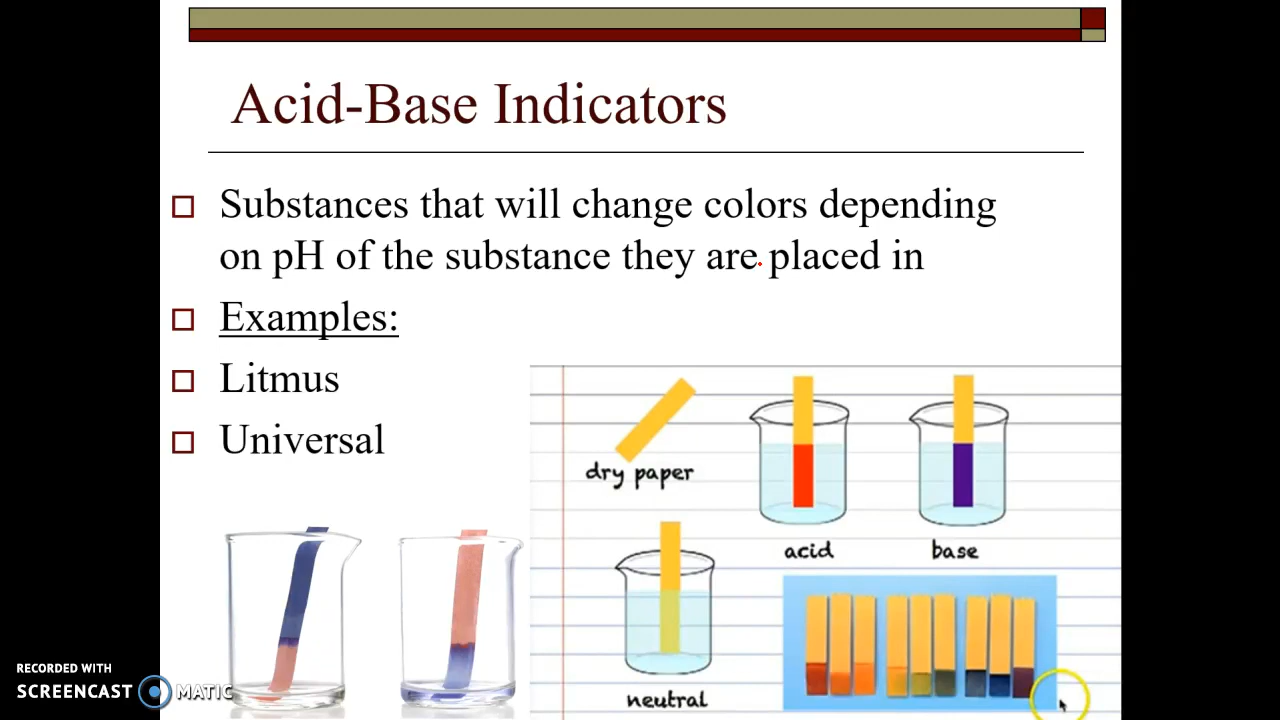 Acid-Base Indicators
Substances that will change colors depending
on pH of the substance they are placed in
Examples:
Litmus
Universal
dry paper
acid
base
neutral
RECORDED WITH
SCREENCAST MATIC